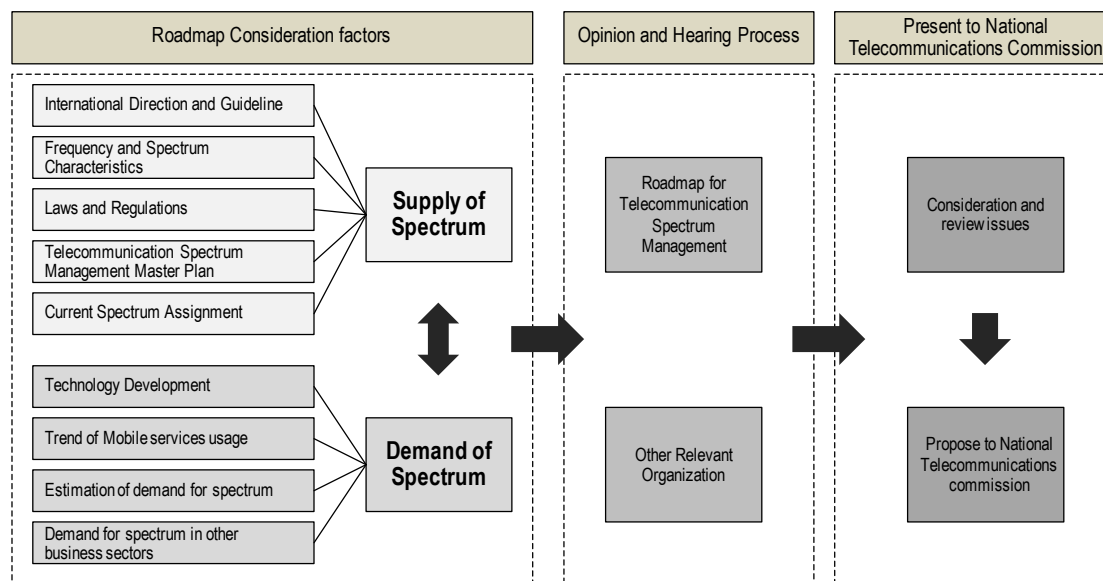 Roadmap Consideration factors
Opinion and Hearing Process
Present to National
Telecommunications Commission
International Direction and Guideline
Frequency and Spectrum
Characteristics
Laws and Regulations
Telecommunication Spectrum
Management Master Plan
Current Spectrum Assignment
Supply of
Spectrum
Technology Development
Trend of Mobile services usage
Estimation of demand for spectrum
Demand for spectrum in other
business sectors
Demand of
Spectrum
Roadmap for
Telecommunication
Spectrum
Management
Other Relevant
Organization
Consideration and
review issues
Propose to National
Telecommunications
commission